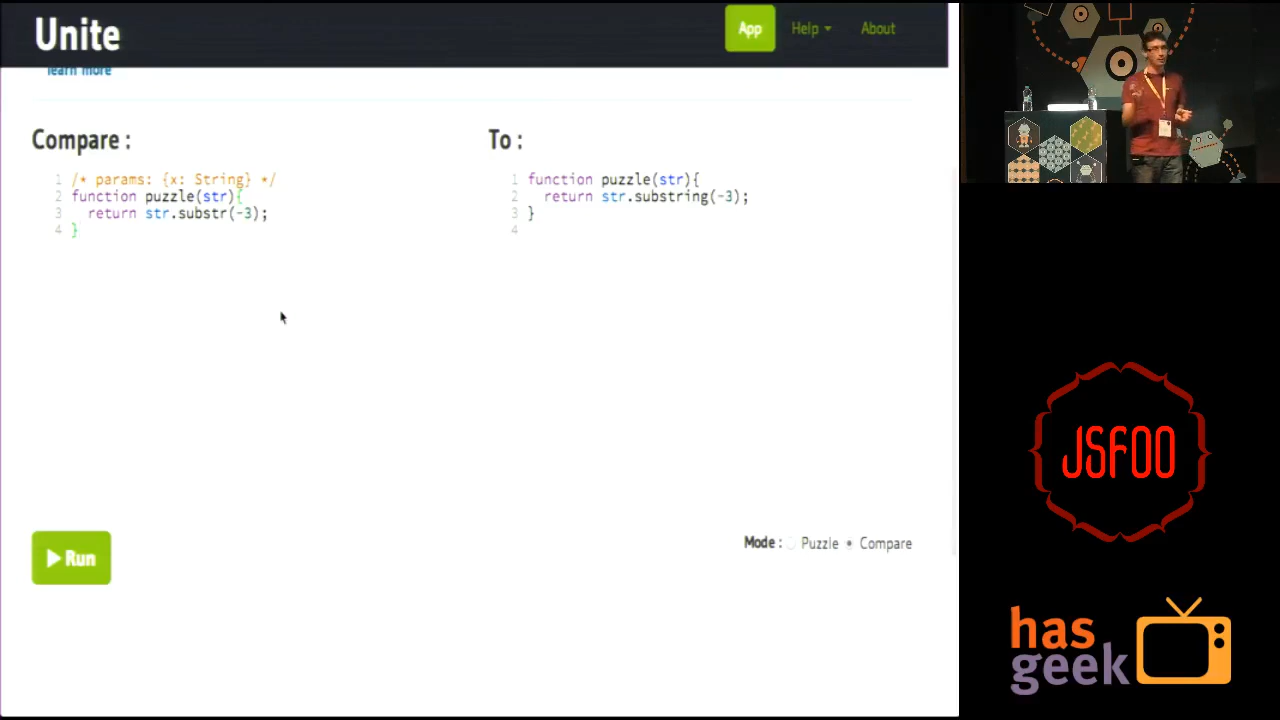 Unite
App
Help
About
learn more
Compare :
1 /* params: {x: String} */
2 function puzzle(str){
3 return str.substr(-3);
4 }
To :
1 function puzzle(str){
2 return str.substring(-3);
3 }
4
Run
Mode : Puzzle Compare
JSFOO
has
geek